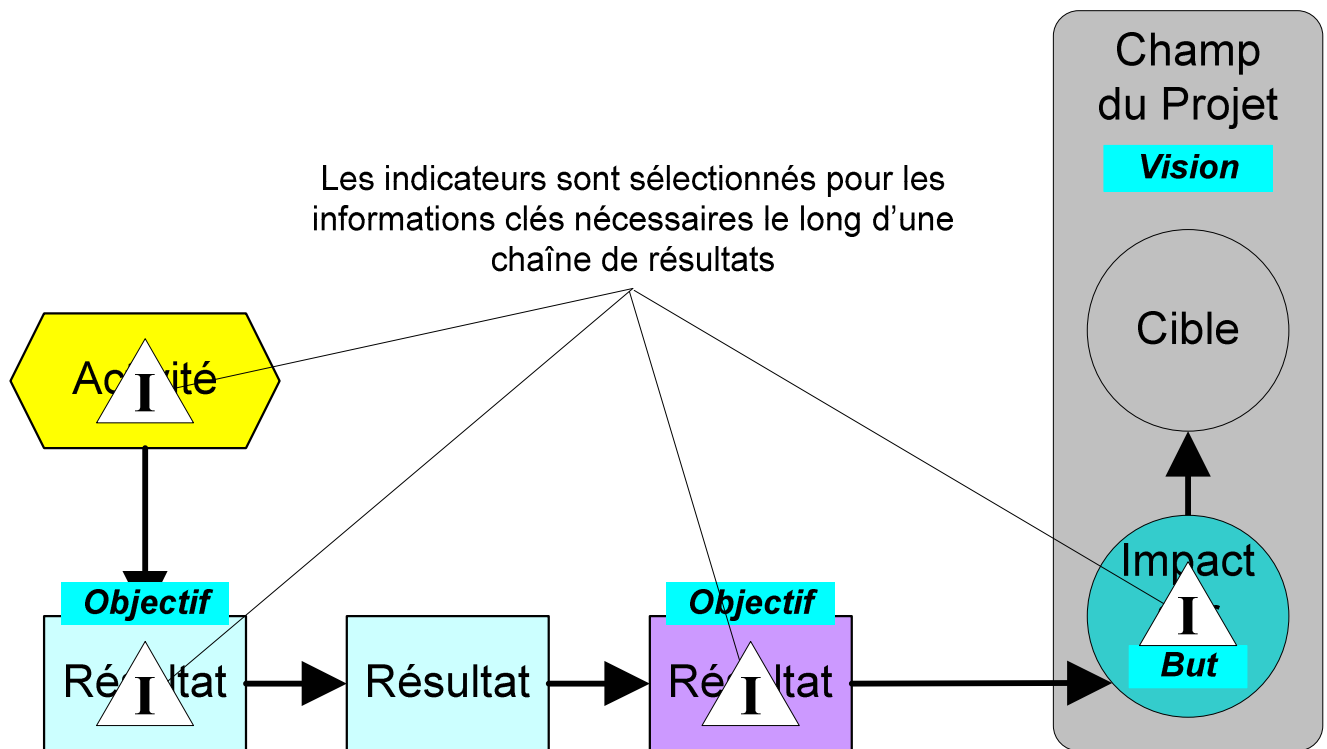 Champ
du Projet
Vision
Les indicateurs sont sélectionnés pour les
informations clés nécessaires le long d’une
chaîne de résultats
Cible
I
Impact
I
Objectif
Objectif
But
I
Résultat
I